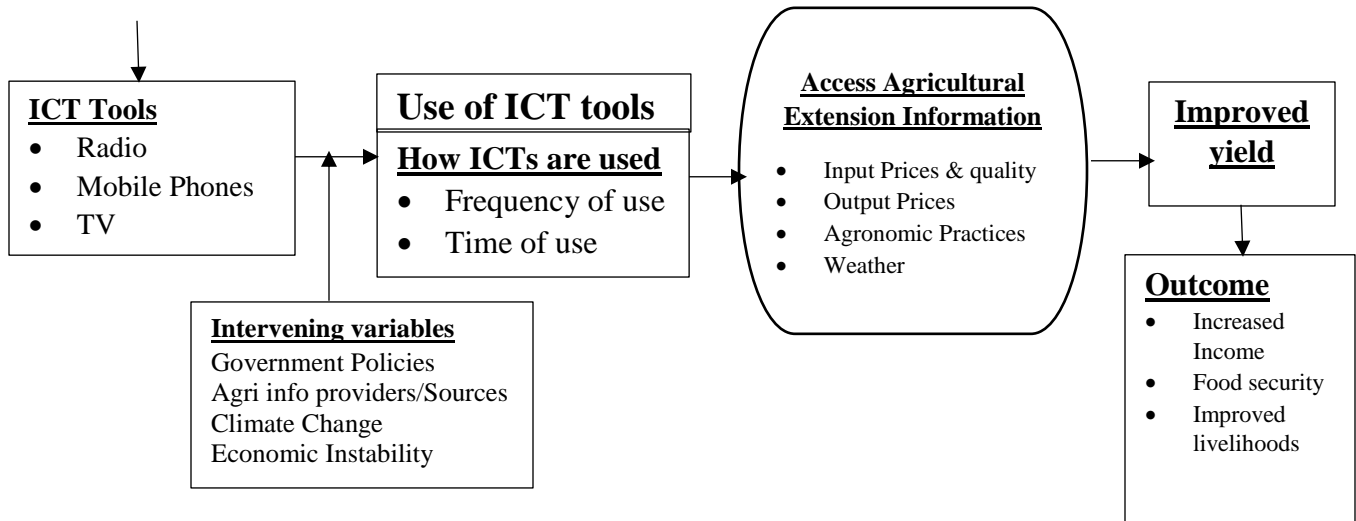 ICT Tools
• Radio
• Mobile Phones
• TV
Use of ICT tools
How ICTs are used
• Frequency of use
• Time of use
Intervening variables
Government Policies
Agri info providers/Sources
Climate Change
Economic Instability
Access Agricultural
Extension Information
• Input Prices & quality
• Output Prices
• Agronomic Practices
• Weather
Improved
yield
Outcome
• Increased
Income
• Food security
• Improved
livelihoods